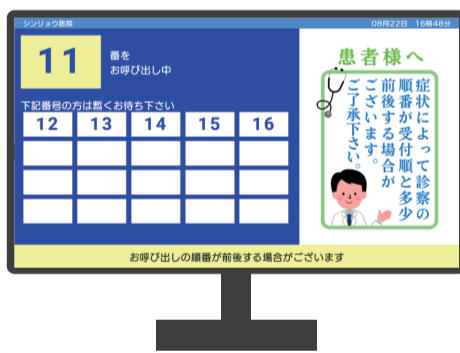 シンリョウ医院
08月22日 16時48分
11
番を
お呼び出し中
下記番号の方は暫くお待ち下さい
12 13 14 15 16
患者様へ
症状によって診察の
順番が受付順と多少
前後する場合が
ございます。
ご了承下さい。
お呼び出しの順番が前後する場合がございます